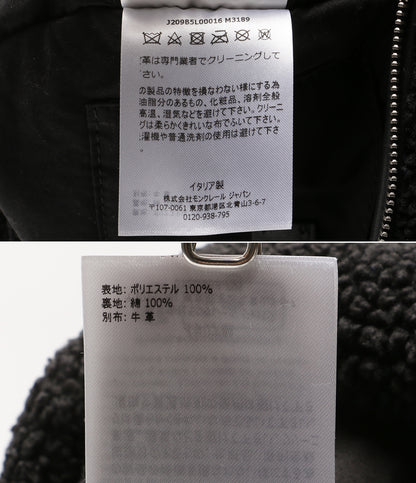 J209B5L00016 M3189
革は専門業者でクリーニングして
さい。
の製品の特徴を損なわない様にする為
油脂分のあるもの、化粧品、溶剤全般
高温、湿気などを避けて下さい。クリーニ
グは柔らかくきれいな布でふいて下さい。
濯機や普通洗剤の使用は避けて下さ
。
イタリア製
株式会社モンクレール ジャパン
〒107-0061 東京都港区北青山3-6-7
0120-938-795
表地: ポリエステル 100%
裏地: 綿 100%
別布: 牛 革